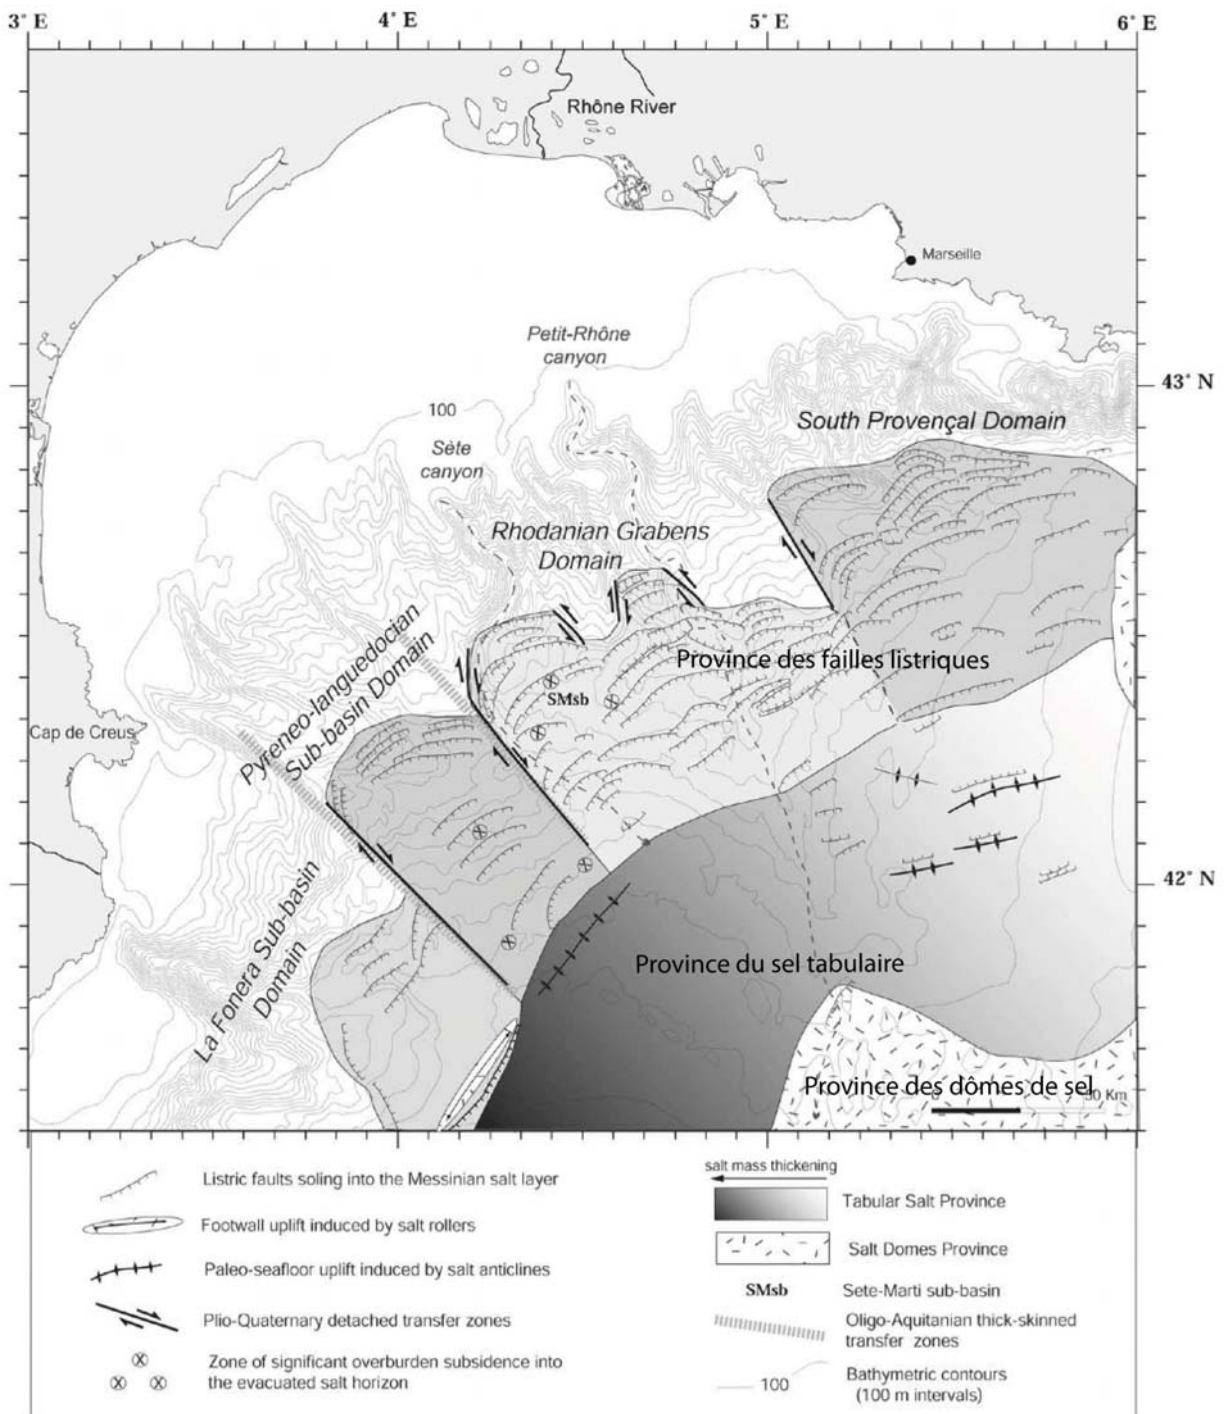 3° E
4° E
5° E
6° E
Rhône River
Marseille
Petit-Rhône
canyon
43° N
100
South Provençal Domain
Sète
canyon
Rhodanian Grabens
Domain
Pyreneo-languedocian
Sub-basin Domain
Province des failles listriques
SMsb
Cap de Creus
42° N
La Fonera Sub-basin
Domain
Province du sel tabulaire
Province des dômes de sel
Km
Listric faults soling into the Messinian salt layer
Footwall uplift induced by salt rollers
Paleo-seafloor uplift induced by salt anticlines
Plio-Quaternary detached transfer zones
Zone of significant overburden subsidence into
the evacuated salt horizon
salt mass thickening
Tabular Salt Province
Salt Domes Province
SMsb
Sete-Marti sub-basin
Oligo-Aquitanian thick-skinned
transfer zones
100
Bathymetric contours
(100 m intervals)